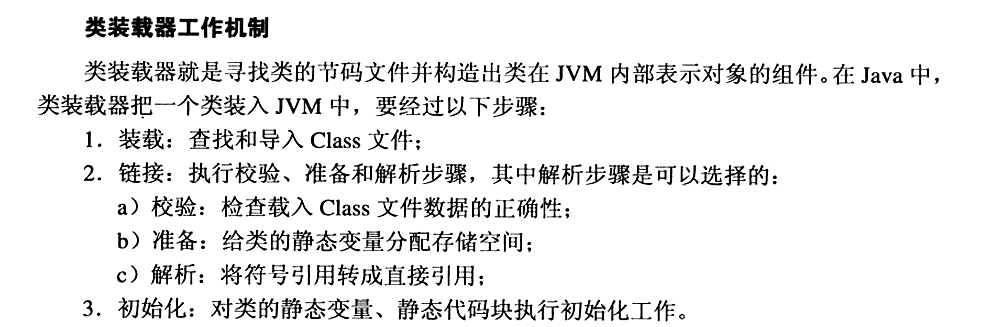 类装载器工作机制
类装载器就是寻找类的节码文件并构造出类在 JVM 内部表示对象的组件。在 Java 中，
类装载器把一个类装入 JVM 中，要经过以下步骤：
1．装载：查找和导入 Class 文件；
2．链接：执行校验、准备和解析步骤，其中解析步骤是可以选择的：
a）校验：检查载入 Class 文件数据的正确性；
b）准备：给类的静态变量分配存储空间；
c）解析：将符号引用转成直接引用；
3．初始化：对类的静态变量、静态代码块执行初始化工作。